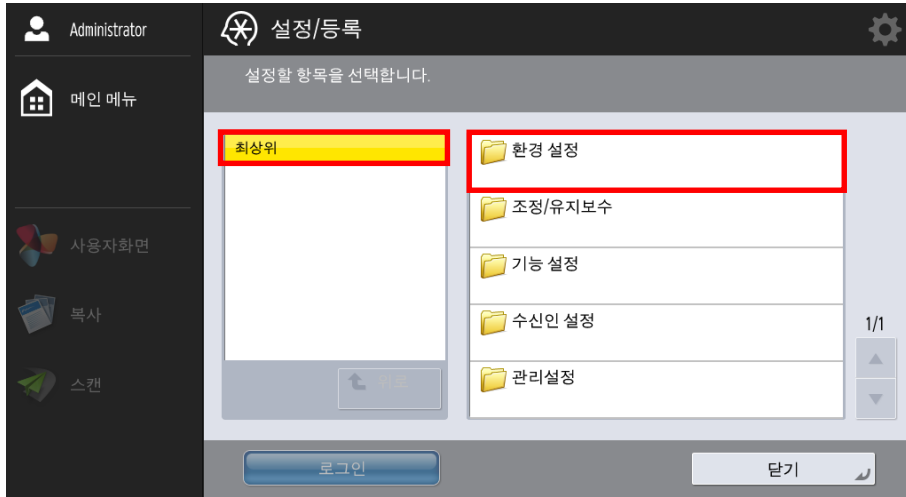 Administrator
설정/등록
설정할 항목을 선택합니다.
메인 메뉴
최상위
환경 설정
조정/유지보수
사용자화면
기능 설정
복사
수신인 설정
1/1
스캔
위로
관리설정
로그인
닫기